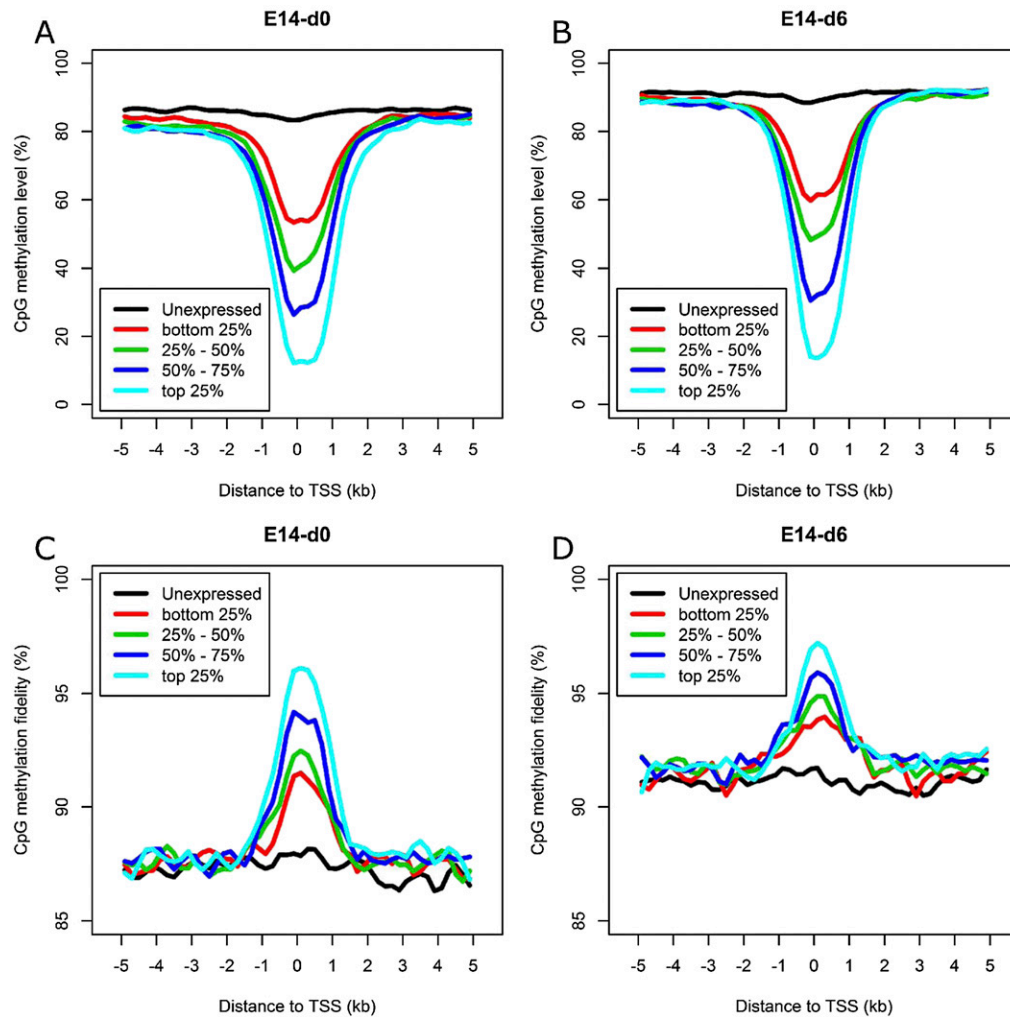 A
E14-d0
CpG methylation level (%)
100
80
60
40
20
0
Unexpressed
bottom 25%
25% - 50%
50% - 75%
top 25%
-5 -4 -3 -2 -1 0 1 2 3 4 5
Distance to TSS (kb)
B
E14-d6
CpG methylation level (%)
100
80
60
40
20
0
Unexpressed
bottom 25%
25% - 50%
50% - 75%
top 25%
-5 -4 -3 -2 -1 0 1 2 3 4 5
Distance to TSS (kb)
C
E14-d0
CpG methylation fidelity (%)
100
95
90
85
Unexpressed
bottom 25%
25% - 50%
50% - 75%
top 25%
-5 -4 -3 -2 -1 0 1 2 3 4 5
Distance to TSS (kb)
D
E14-d6
CpG methylation fidelity (%)
100
95
90
85
Unexpressed
bottom 25%
25% - 50%
50% - 75%
top 25%
-5 -4 -3 -2 -1 0 1 2 3 4 5
Distance to TSS (kb)